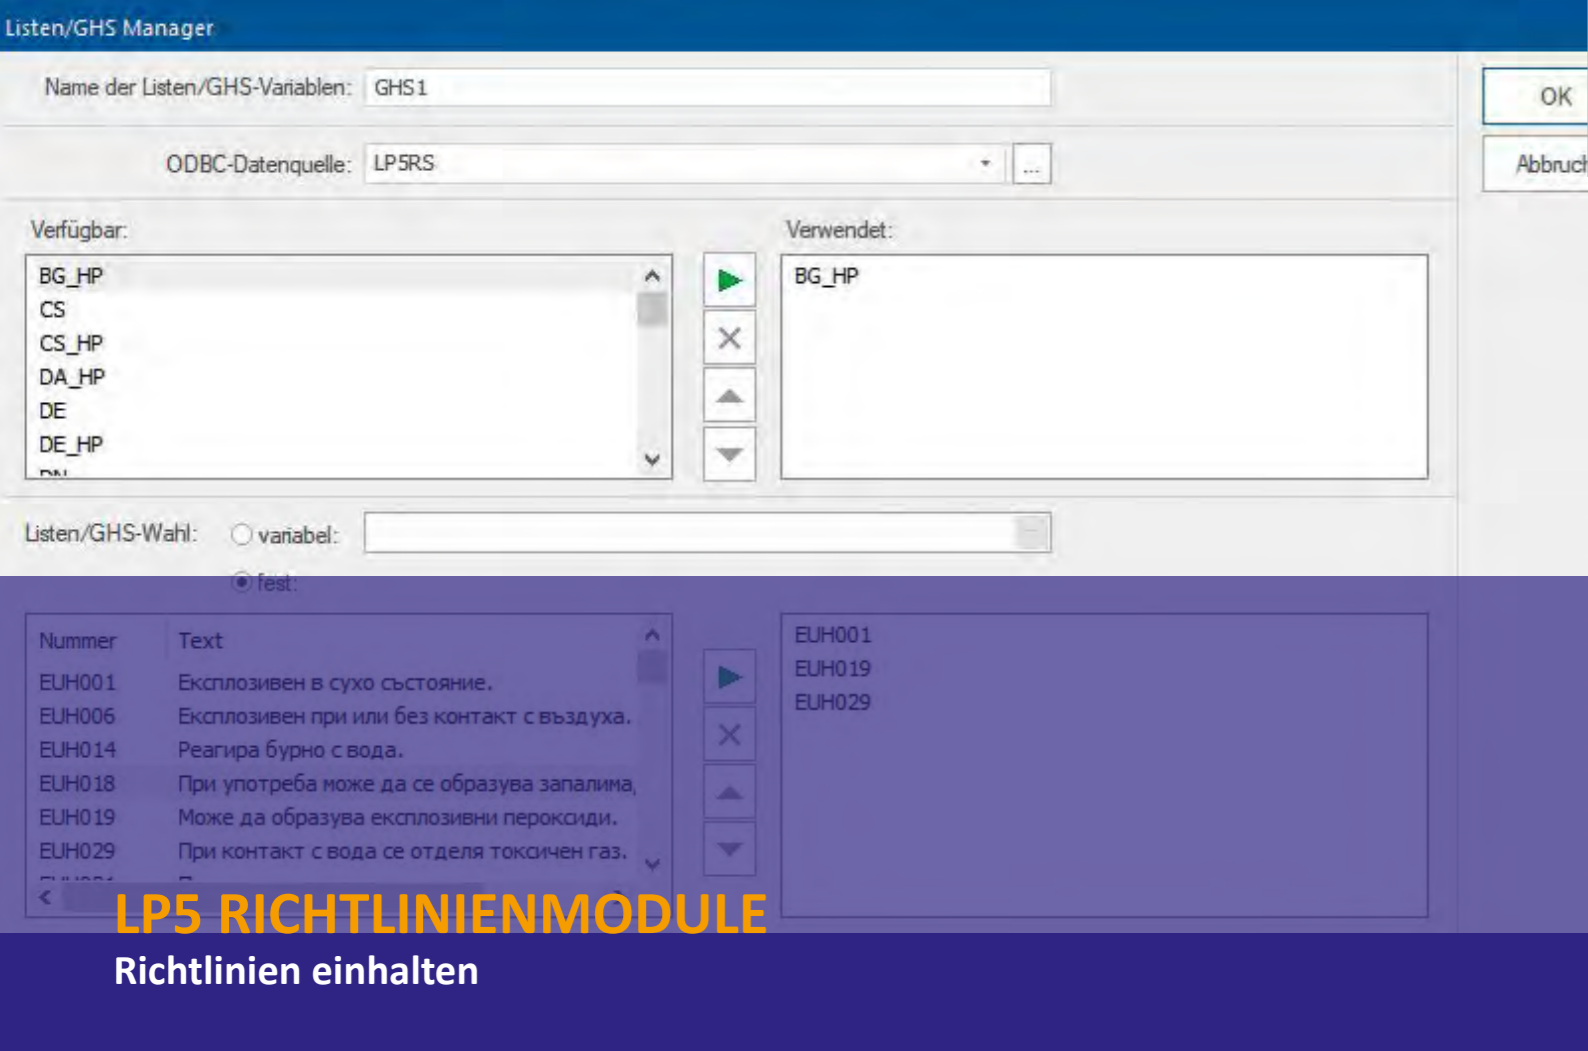 Listen/GHS Manager
Name der Listen/GHS-Variablen: GHS1
OK
ODBC-Datenquelle: LP5RS ...
Abbruch
Verfügbar: Verwendet:
BG_HP BG_HP
CS
CS_HP
DA_HP
DE
DE_HP
Listen/GHS-Wahl: variabel:
fest:
Nummer Text EUH001
EUH001 Експлозивен в сухо състояние. EUH019
EUH006 Експлозивен при или без контакт с въздуха. EUH029
EUH014 Реагира бурно с вода.
EUH018 При употреба може да се образува запалима,
EUH019 Може да образува експлозивни пероксиди.
EUH029 При контакт с вода се отделя токсичен газ.
LP5 RICHTLINIENMODULE
Richtlinien einhalten